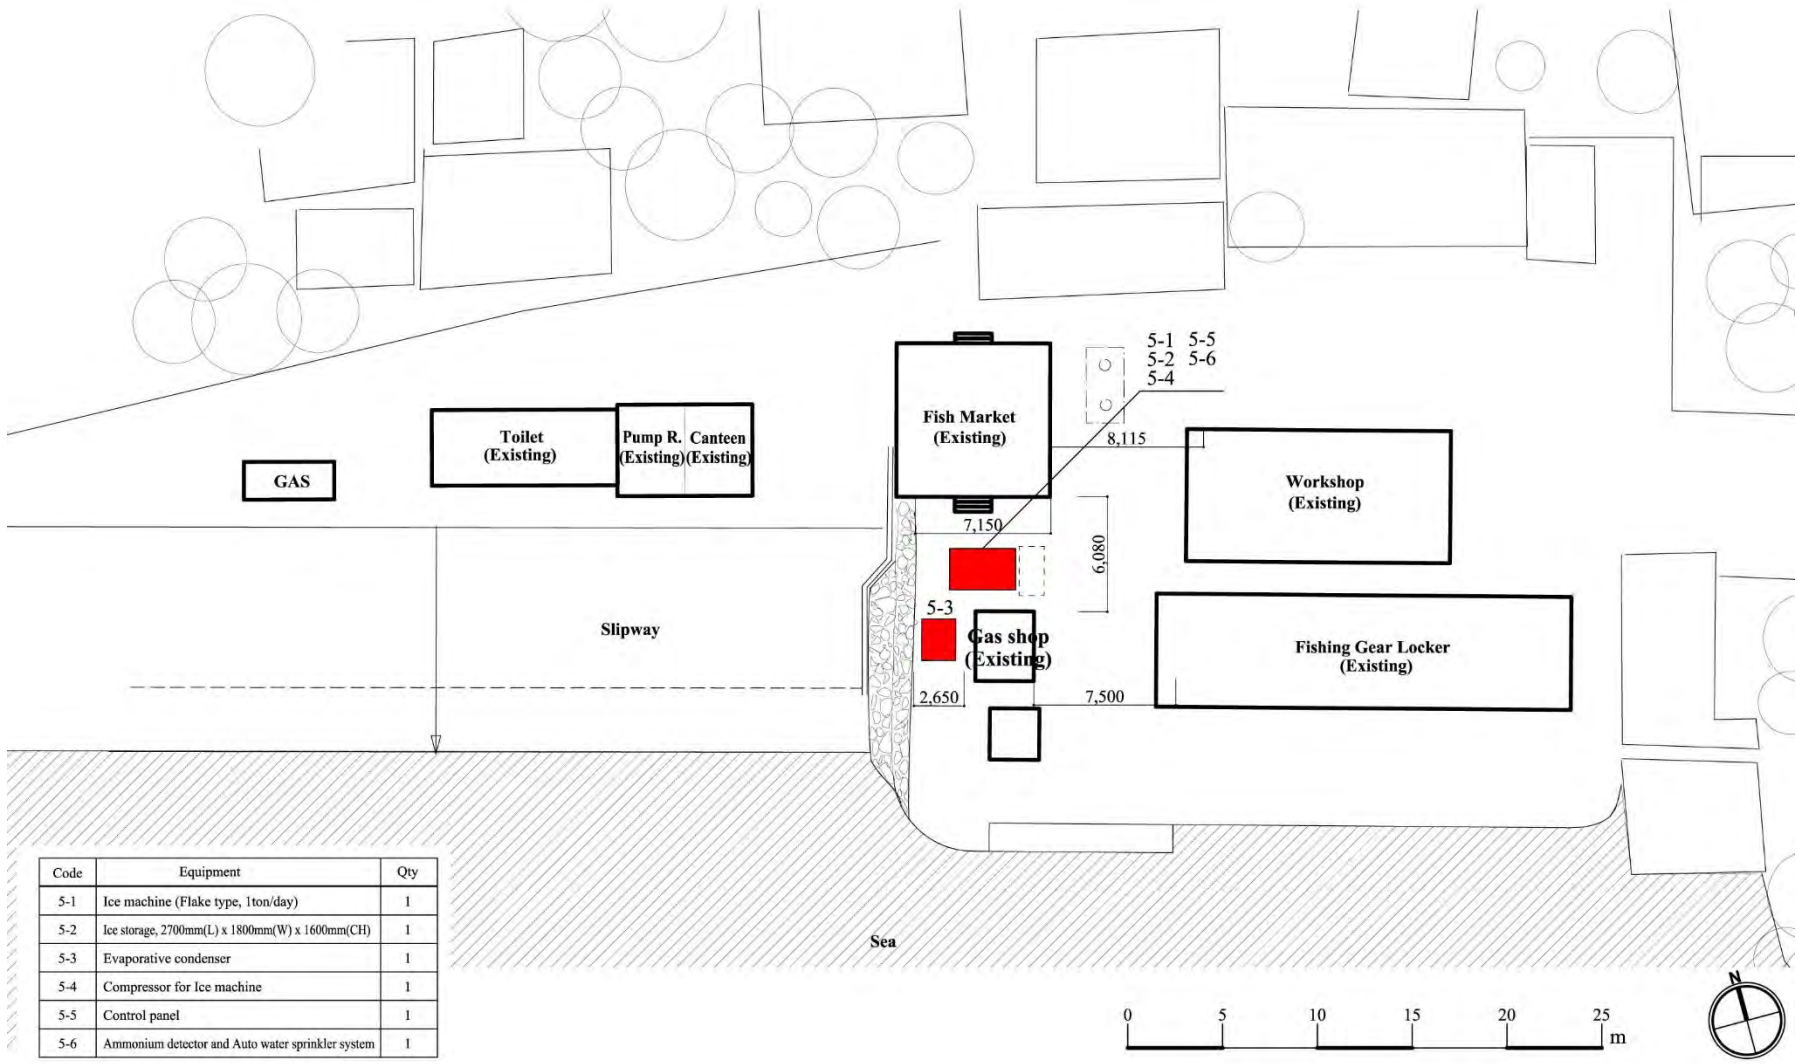 5-1 5-5
5-2 5-6
5-4
Fish Market
(Existing)
8,115
Toilet
(Existing)
Pump R.
(Existing)
Canteen
(Existing)
GAS
Workshop
(Existing)
7,150
6,080
5-3
Gas shop
(Existing)
Slipway
Fishing Gear Locker
(Existing)
2,650
7,500
Sea
Code Equipment Qty
5-1 Ice machine (Flake type, 1ton/day) 1
5-2 Ice storage, 2700mm(L) x 1800mm(W) x 1600mm(CH) 1
5-3 Evaporative condenser 1
5-4 Compressor for Ice machine 1
5-5 Control panel 1
5-6 Ammonium detector and Auto water sprinkler system 1
0 5 10 15 20 25 m
N